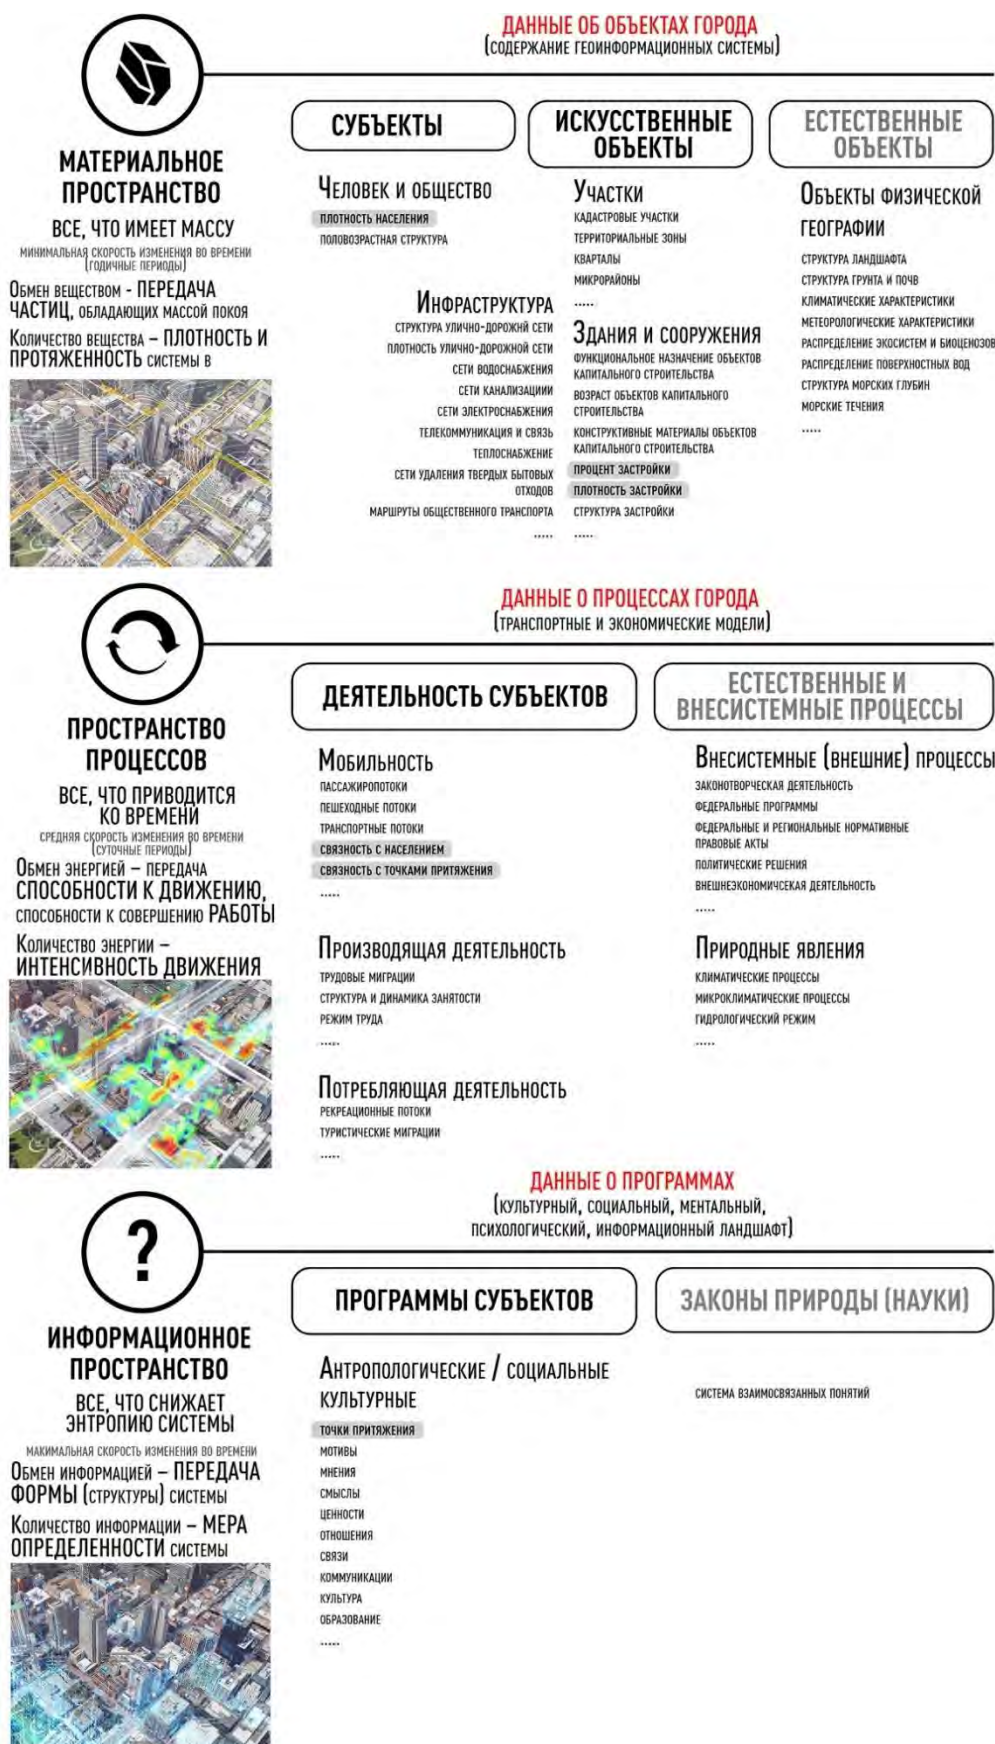 ДАННЫЕ ОБ ОБЪЕКТАХ ГОРОДА
(СОДЕРЖАНИЕ ГЕОИНФОРМАЦИОННЫХ СИСТЕМЫ)
МАТЕРИАЛЬНОЕ
ПРОСТРАНСТВО
ВСЕ, ЧТО ИМЕЕТ МАССУ
МИНИМАЛЬНАЯ СКОРОСТЬ ИЗМЕНЕНИЯ ВО ВРЕМЕНИ
(ГОДИЧНЫЕ ПЕРИОДЫ)
ОБМЕН ВЕЩЕСТВОМ - ПЕРЕДАЧА
ЧАСТИЦ, ОБЛАДАЮЩИХ МАССОЙ ПОКОЯ
КОЛИЧЕСТВО ВЕЩЕСТВА – ПЛОТНОСТЬ И
ПРОТЯЖЕННОСТЬ СИСТЕМЫ В
СУБЪЕКТЫ
ЧЕЛОВЕК И ОБЩЕСТВО
ПЛОТНОСТЬ НАСЕЛЕНИЯ
ПОЛОВОЗРАСТНАЯ СТРУКТУРА
ИНФРАСТРУКТУРА
СТРУКТУРА УЛИЧНО-ДОРОЖНЙ СЕТИ
ПЛОТНОСТЬ УЛИЧНО-ДОРОЖНОЙ СЕТИ
СЕТИ ВОДОСНАБЖЕНИЯ
СЕТИ КАНАЛИЗАЦИИИ
СЕТИ ЭЛЕКТРОСНАБЖЕНИЯ
ТЕЛЕКОММУНИКАЦИЯ И СВЯЗЬ
ТЕПЛОСНАБЖЕНИЕ
СЕТИ УДАЛЕНИЯ ТВЕРДЫХ БЫТОВЫХ
ОТХОДОВ
МАРШРУТЫ ОБЩЕСТВЕННОГО ТРАНСПОРТА
.....
ИСКУССТВЕННЫЕ
ОБЪЕКТЫ
УЧАСТКИ
КАДАСТРОВЫЕ УЧАСТКИ
ТЕРРИТОРИАЛЬНЫЕ ЗОНЫ
КВАРТАЛЫ
МИКРОРАЙОНЫ
.....
ЗДАНИЯ И СООРУЖЕНИЯ
ФУНКЦИОНАЛЬНОЕ НАЗНАЧЕНИЕ ОБЪЕКТОВ
КАПИТАЛЬНОГО СТРОИТЕЛЬСТВА
ВОЗРАСТ ОБЪЕКТОВ КАПИТАЛЬНОГО
СТРОИТЕЛЬСТВА
КОНСТРУКТИВНЫЕ МАТЕРИАЛЫ ОБЪЕКТОВ
КАПИТАЛЬНОГО СТРОИТЕЛЬСТВА
ПРОЦЕНТ ЗАСТРОЙКИ
ПЛОТНОСТЬ ЗАСТРОЙКИ
СТРУКТУРА ЗАСТРОЙКИ
.....
ЕСТЕСТВЕННЫЕ
ОБЪЕКТЫ
ОБЪЕКТЫ ФИЗИЧЕСКОЙ
ГЕОГРАФИИ
СТРУКТУРА ЛАНДШАФТА
СТРУКТУРА ГРУНТА И ПОЧВ
КЛИМАТИЧЕСКИЕ ХАРАКТЕРИСТИКИ
МЕТЕОРОЛОГИЧЕСКИЕ ХАРАКТЕРИСТИКИ
РАСПРЕДЕЛЕНИЕ ЭКОСИСТЕМ И БИОЦЕНОЗОВ
РАСПРЕДЕЛЕНИЕ ПОВЕРХНОСТНЫХ ВОД
СТРУКТУРА МОРСКИХ ГЛУБИН
МОРСКИЕ ТЕЧЕНИЯ
.....
ДАННЫЕ О ПРОЦЕССАХ ГОРОДА
(ТРАНСПОРТНЫЕ И ЭКОНОМИЧЕСКИЕ МОДЕЛИ)
ПРОСТРАНСТВО
ПРОЦЕССОВ
ВСЕ, ЧТО ПРИВОДИТСЯ
КО ВРЕМЕНИ
СРЕДНЯЯ СКОРОСТЬ ИЗМЕНЕНИЯ ВО ВРЕМЕНИ
(СУТОЧНЫЕ ПЕРИОДЫ)
ОБМЕН ЭНЕРГИЕЙ – ПЕРЕДАЧА
СПОСОБНОСТИ К ДВИЖЕНИЮ,
СПОСОБНОСТИ К СОВЕРШЕНИЮ РАБОТЫ
КОЛИЧЕСТВО ЭНЕРГИИ –
ИНТЕНСИВНОСТЬ ДВИЖЕНИЯ
ДЕЯТЕЛЬНОСТЬ СУБЪЕКТОВ
МОБИЛЬНОСТЬ
ПАССАЖИРОПОТОКИ
ПЕШЕХОДНЫЕ ПОТОКИ
ТРАНСПОРТНЫЕ ПОТОКИ
СВЯЗНОСТЬ С НАСЕЛЕНИЕМ
СВЯЗНОСТЬ С ТОЧКАМИ ПРИТЯЖЕНИЯ
.....
ПРОИЗВОДЯЩАЯ ДЕЯТЕЛЬНОСТЬ
ТРУДОВЫЕ МИГРАЦИИ
СТРУКТУРА И ДИНАМИКА ЗАНЯТОСТИ
РЕЖИМ ТРУДА
.....
ПОТРЕБЛЯЮЩАЯ ДЕЯТЕЛЬНОСТЬ
РЕКРЕАЦИОННЫЕ ПОТОКИ
ТУРИСТИЧЕСКИЕ МИГРАЦИИ
.....
ЕСТЕСТВЕННЫЕ И
ВНЕСИСТЕМНЫЕ ПРОЦЕССЫ
ВНЕСИСТЕМНЫЕ (ВНЕШНИЕ) ПРОЦЕССЫ
ЗАКОНОТВОРЧЕСКАЯ ДЕЯТЕЛЬНОСТЬ
ФЕДЕРАЛЬНЫЕ ПРОГРАММЫ
ФЕДЕРАЛЬНЫЕ И РЕГИОНАЛЬНЫЕ НОРМАТИВНЫЕ
ПРАВОВЫЕ АКТЫ
ПОЛИТИЧЕСКИЕ РЕШЕНИЯ
ВНЕШНЕЭКОНОМИЧСЕКАЯ ДЕЯТЕЛЬНОСТЬ
.....
ПРИРОДНЫЕ ЯВЛЕНИЯ
КЛИМАТИЧЕСКИЕ ПРОЦЕССЫ
МИКРОКЛИМАТИЧЕСКИЕ ПРОЦЕССЫ
ГИДРОЛОГИЧЕСКИЙ РЕЖИМ
.....
ДАННЫЕ О ПРОГРАММАХ
(КУЛЬТУРНЫЙ, СОЦИАЛЬНЫЙ, МЕНТАЛЬНЫЙ,
ПСИХОЛОГИЧЕСКИЙ, ИНФОРМАЦИОННЫЙ ЛАНДШАФТ)
?
ИНФОРМАЦИОННОЕ
ПРОСТРАНСТВО
ВСЕ, ЧТО СНИЖАЕТ
ЭНТРОПИЮ СИСТЕМЫ
МАКИМАЛЬНАЯ СКОРОСТЬ ИЗМЕНЕНИЯ ВО ВРЕМЕНИ
ОБМЕН ИНФОРМАЦИЕЙ – ПЕРЕДАЧА
ФОРМЫ (СТРУКТУРЫ) СИСТЕМЫ
КОЛИЧЕСТВО ИНФОРМАЦИИ – МЕРА
ОПРЕДЕЛЕННОСТИ СИСТЕМЫ
ПРОГРАММЫ СУБЪЕКТОВ
АНТРОПОЛОГИЧЕСКИЕ / СОЦИАЛЬНЫЕ
КУЛЬТУРНЫЕ
ТОЧКИ ПРИТЯЖЕНИЯ
МОТИВЫ
МНЕНИЯ
СМЫСЛЫ
ЦЕННОСТИ
ОТНОШЕНИЯ
СВЯЗИ
КОММУНИКАЦИИ
КУЛЬТУРА
ОБРАЗОВАНИЕ
.....
ЗАКОНЫ ПРИРОДЫ (НАУКИ)
СИСТЕМА ВЗАИМОСВЯЗАННЫХ ПОНЯТИЙ